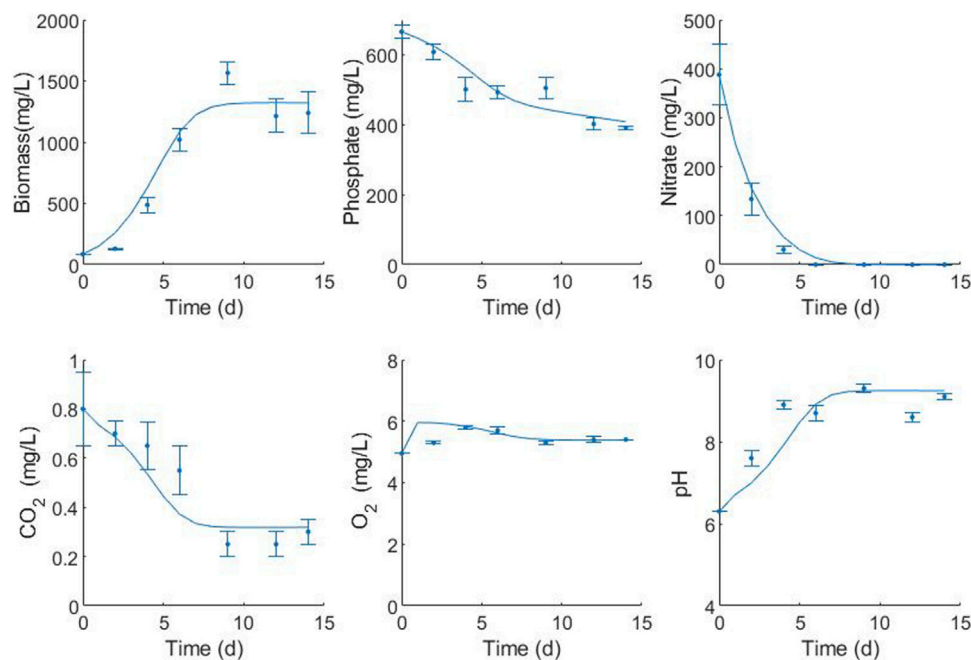 2000
1500
1000
500
0
Biomass(mg/L)
0 5 10 15
Time (d)
600
400
200
0
Phosphate (mg/L)
0 5 10 15
Time (d)
500
400
300
200
100
0
Nitrate (mg/L)
0 5 10 15
Time (d)
1
0.8
0.6
0.4
0.2
0
CO2 (mg/L)
0 5 10 15
Time (d)
8
6
4
2
0
O2 (mg/L)
0 5 10 15
Time (d)
10
8
6
4
pH
0 5 10 15
Time (d)